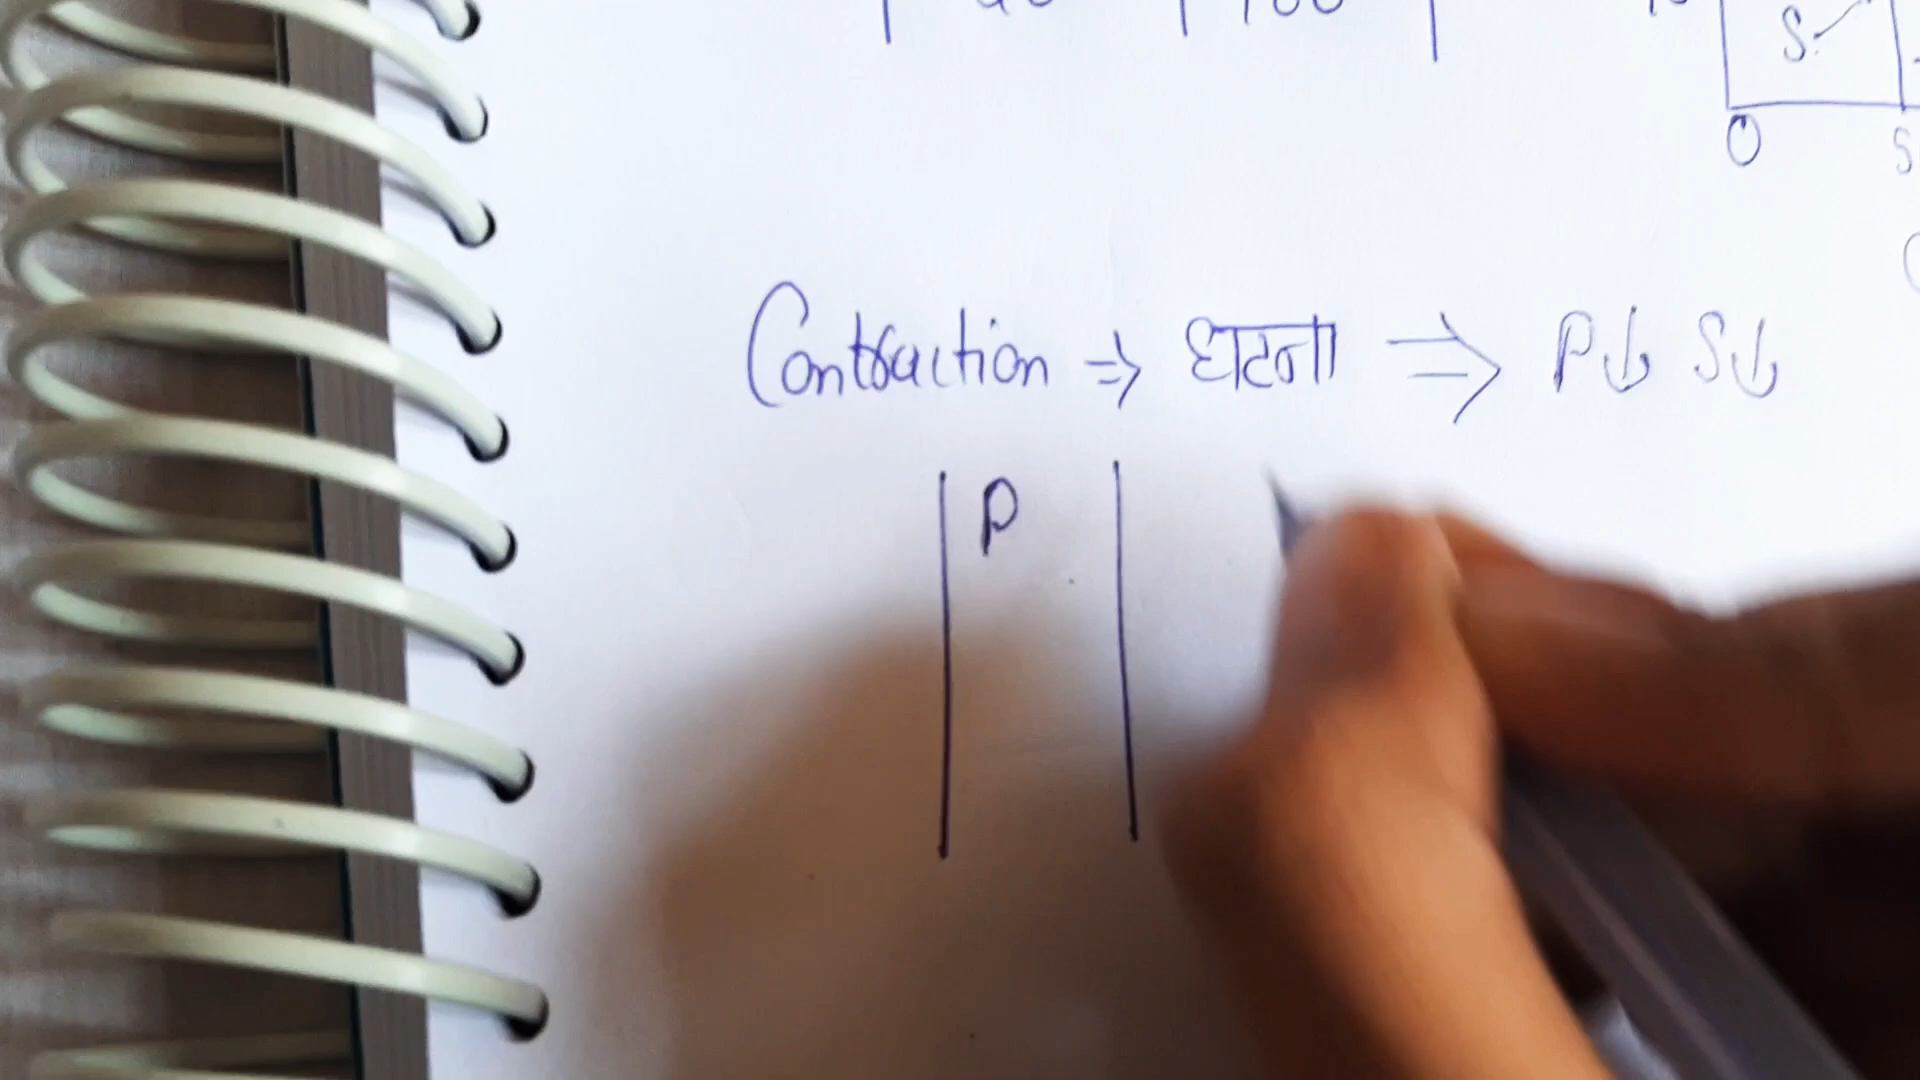 S.
O S
Contraction => घटना => P↓ S↓
P